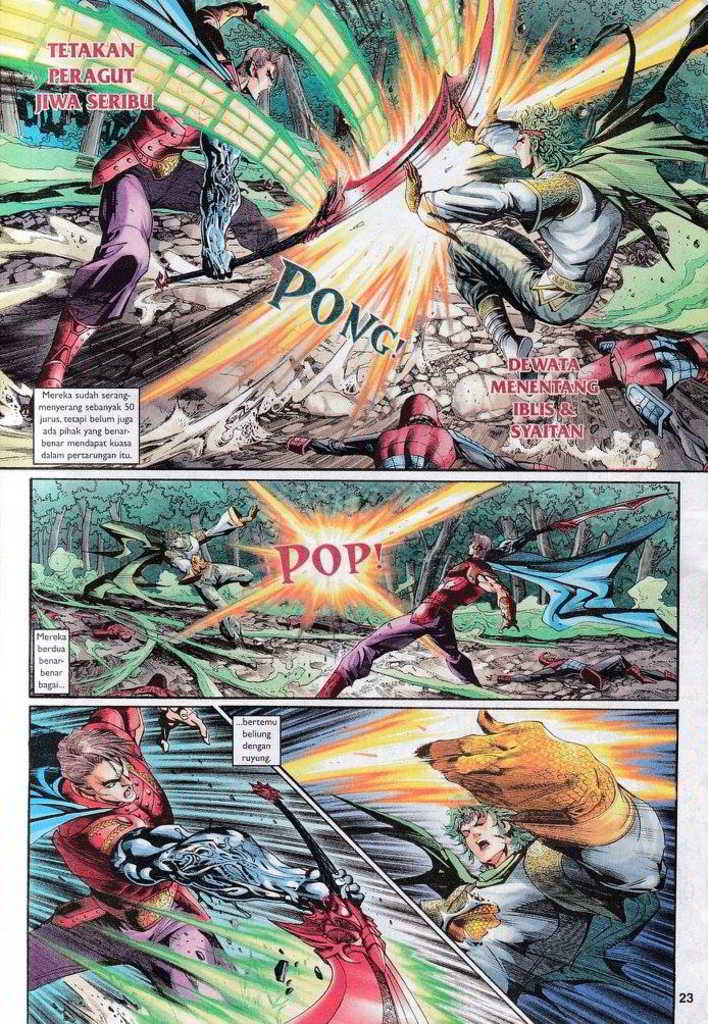 TETAKAN
PERAGUT
JIWA SERIBU
PONG!
Mereka sudah serang-
menyerang sebanyak 50
jurus, tetapi belum juga
ada pihak yang benar-
benar mendapat kuasa
dalam pertarungan itu.
DEWATA
MENENTANG
IBLIS &
SYAITAN
POP!
Mereka
berdua
benar-
benar
bagai...
...bertemu
beliung
dengan
ruyung.
23